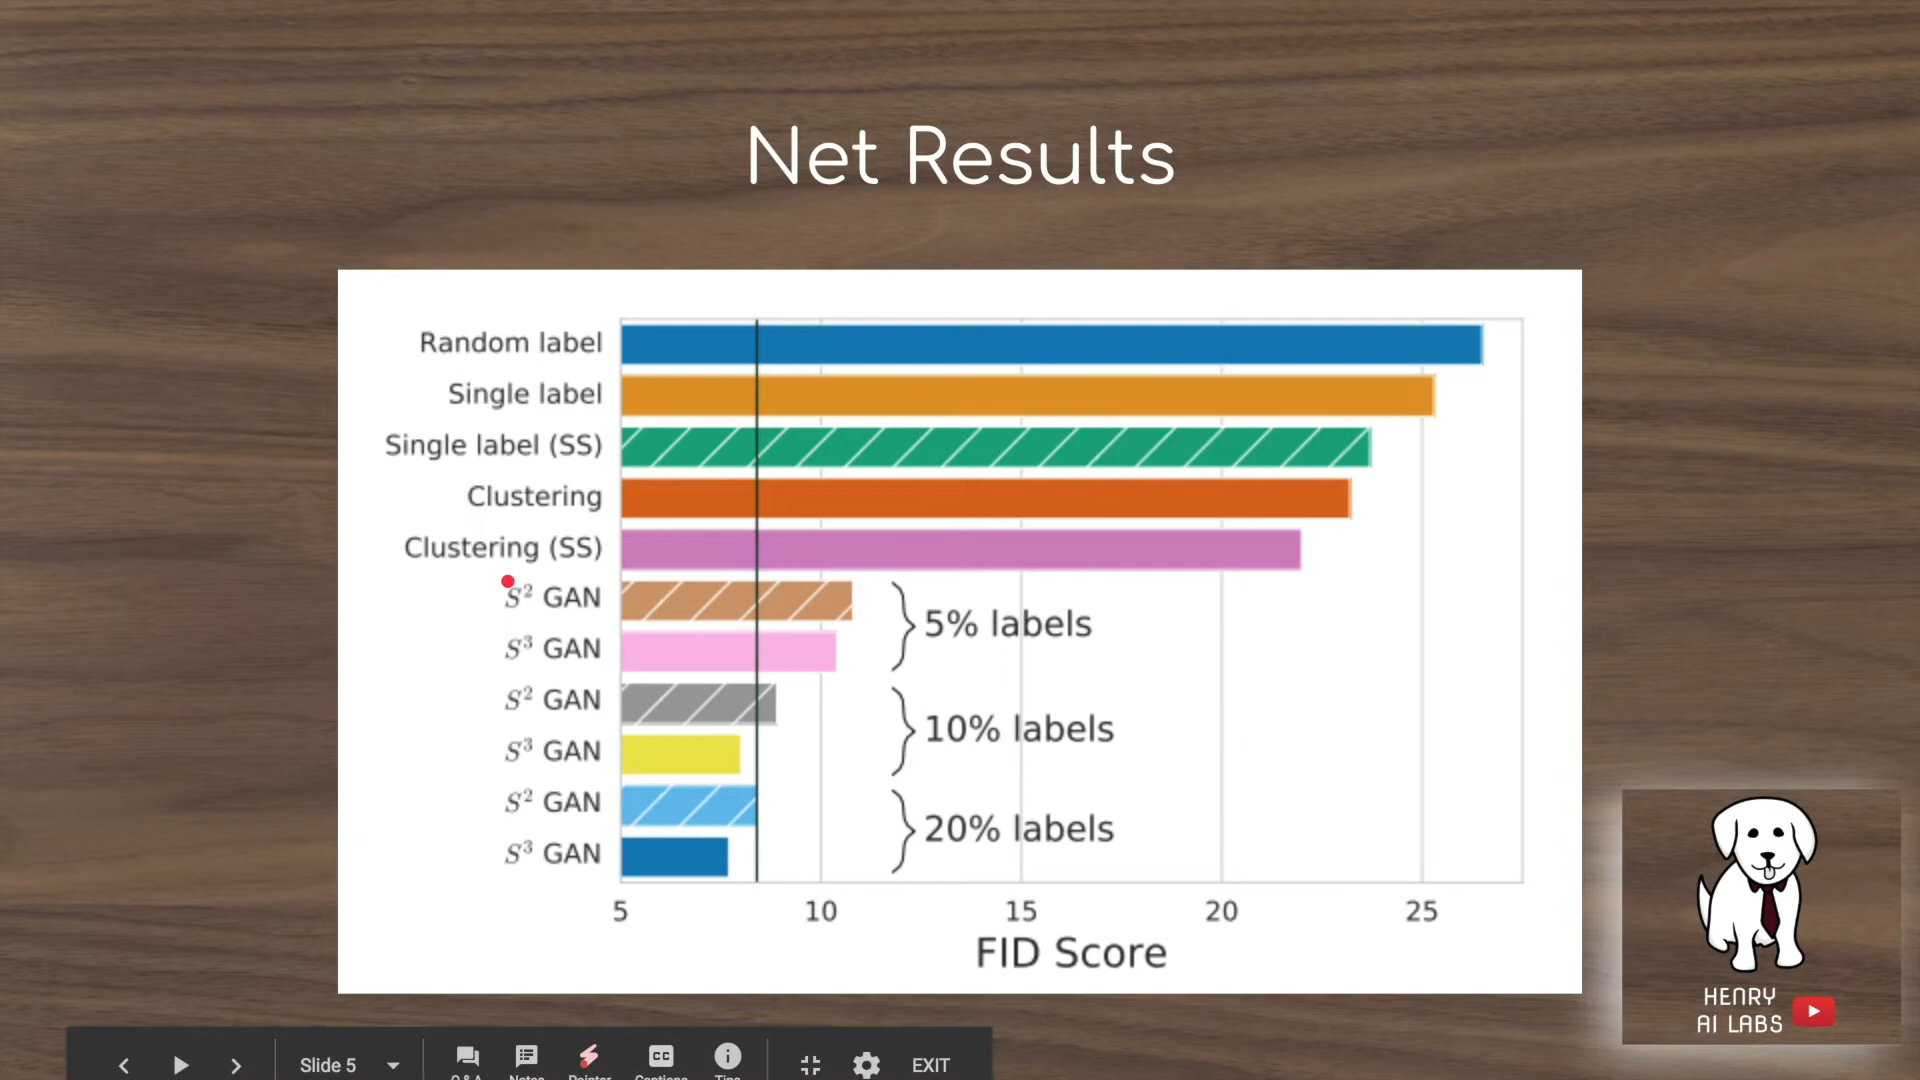 Net Results
Random label
Single label
Single label (SS)
Clustering
Clustering (SS)
S² GAN
S³ GAN
5% labels
S² GAN
S³ GAN
10% labels
S² GAN
S³ GAN
20% labels
5 10 15 20 25
FID Score
HENRY
AI LABS
Slide 5
CC
EXIT